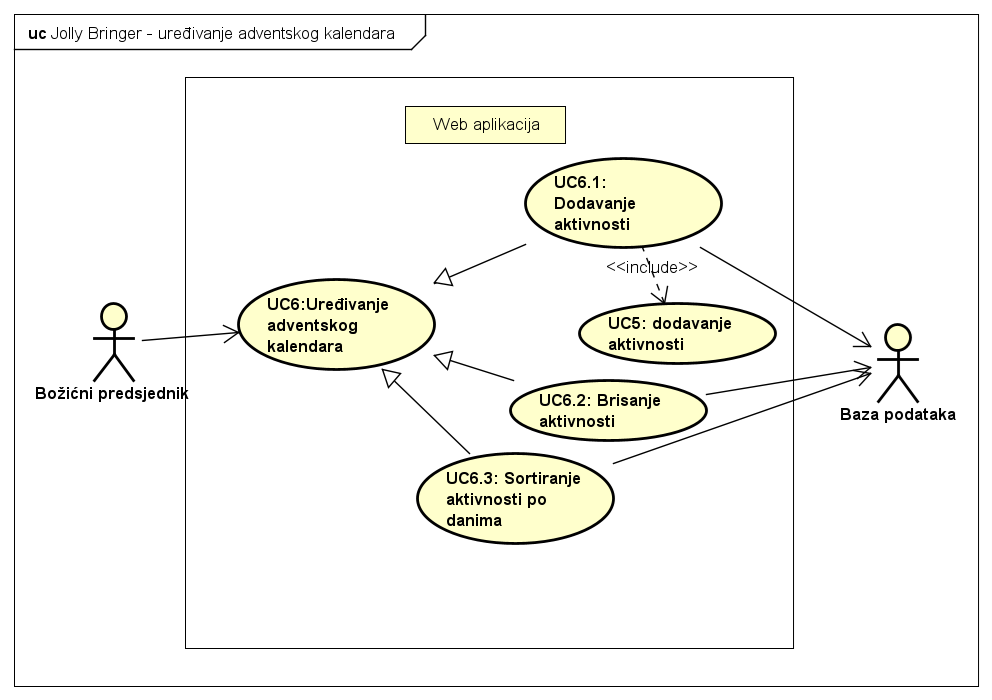 uc Jolly Bringer - uređivanje adventskog kalendara
Web aplikacija
UC6.1:
Dodavanje
aktivnosti
<<include>>
UC6:Uređivanje
adventskog
kalendara
UC5: dodavanje
aktivnosti
Božićni predsjednik
Baza podataka
UC6.2: Brisanje
aktivnosti
UC6.3: Sortiranje
aktivnosti po
danima